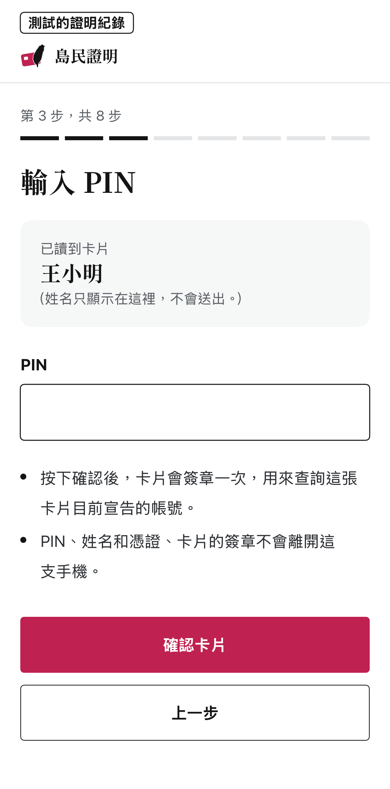 測試的證明紀錄
島民證明
第 3 步，共 8 步
輸入 PIN
已讀到卡片
王小明
（姓名只顯示在這裡，不會送出。）
PIN
• 按下確認後，卡片會簽章一次，用來查詢這張
卡片目前宣告的帳號。
• PIN、姓名和憑證、卡片的簽章不會離開這
支手機。
確認卡片
上一步